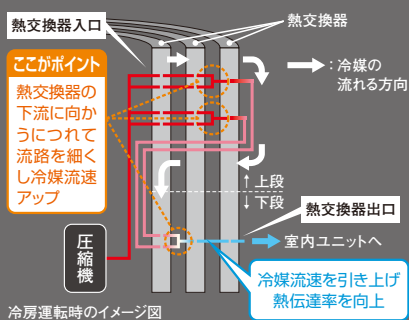 熱交換器入口
熱交換器
ここがポイント
熱交換器の
下流に向か
うにつれて
流路を細く
し冷媒流速
アップ
:冷媒の
流れる方向
↑上段
↓下段
熱交換器出口
圧縮機
室内ユニットへ
冷媒流速を引き上げ
熱伝達率を向上
冷房運転時のイメージ図